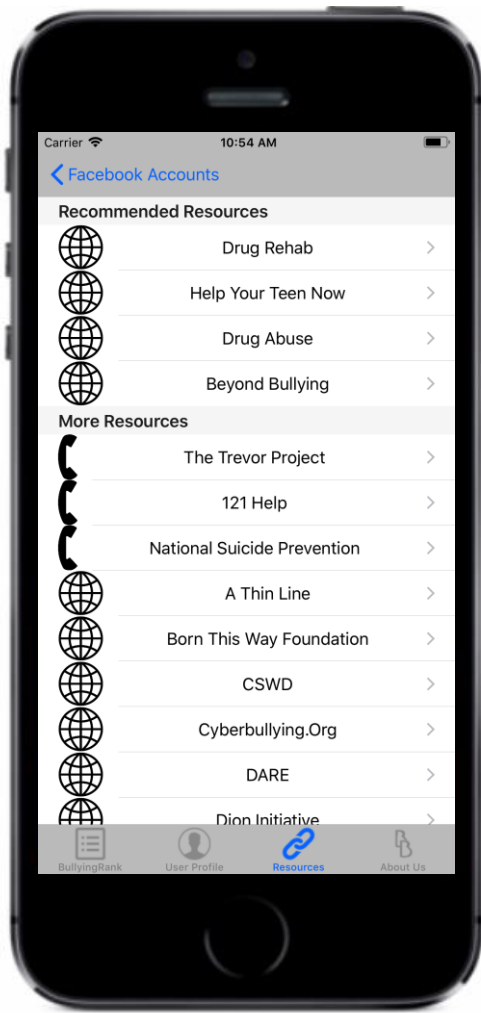 Carrier 10:54 AM
Facebook Accounts
Recommended Resources
Drug Rehab
Help Your Teen Now
Drug Abuse
Beyond Bullying
More Resources
The Trevor Project
121 Help
National Suicide Prevention
A Thin Line
Born This Way Foundation
CSWD
Cyberbullying.Org
DARE
Dion Initiative
BullyingRank User Profile Resources About Us